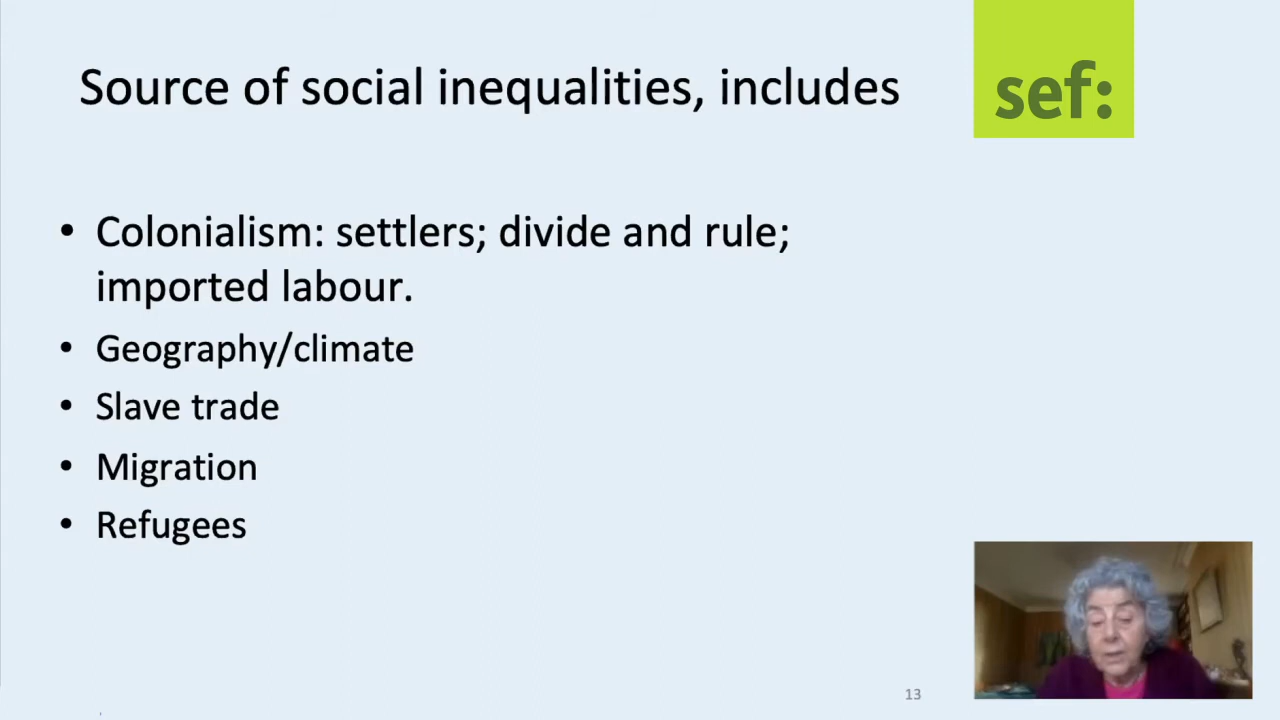 Source of social inequalities, includes
sef:
• Colonialism: settlers; divide and rule;
imported labour.
• Geography/climate
• Slave trade
• Migration
• Refugees
13